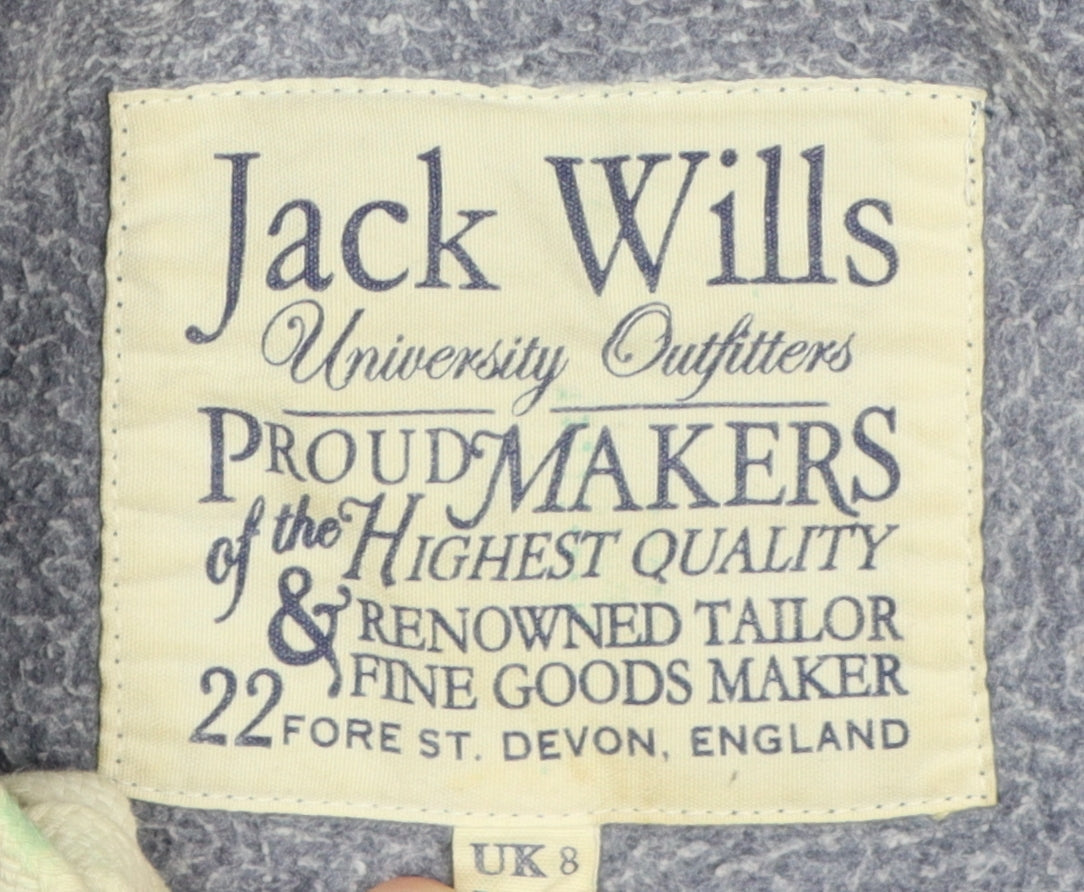 Jack Wills
University Outfitters
PROUD MAKERS
of the HIGHEST QUALITY
& RENOWNED TAILOR
FINE GOODS MAKER
22 FORE ST. DEVON, ENGLAND
UK 8